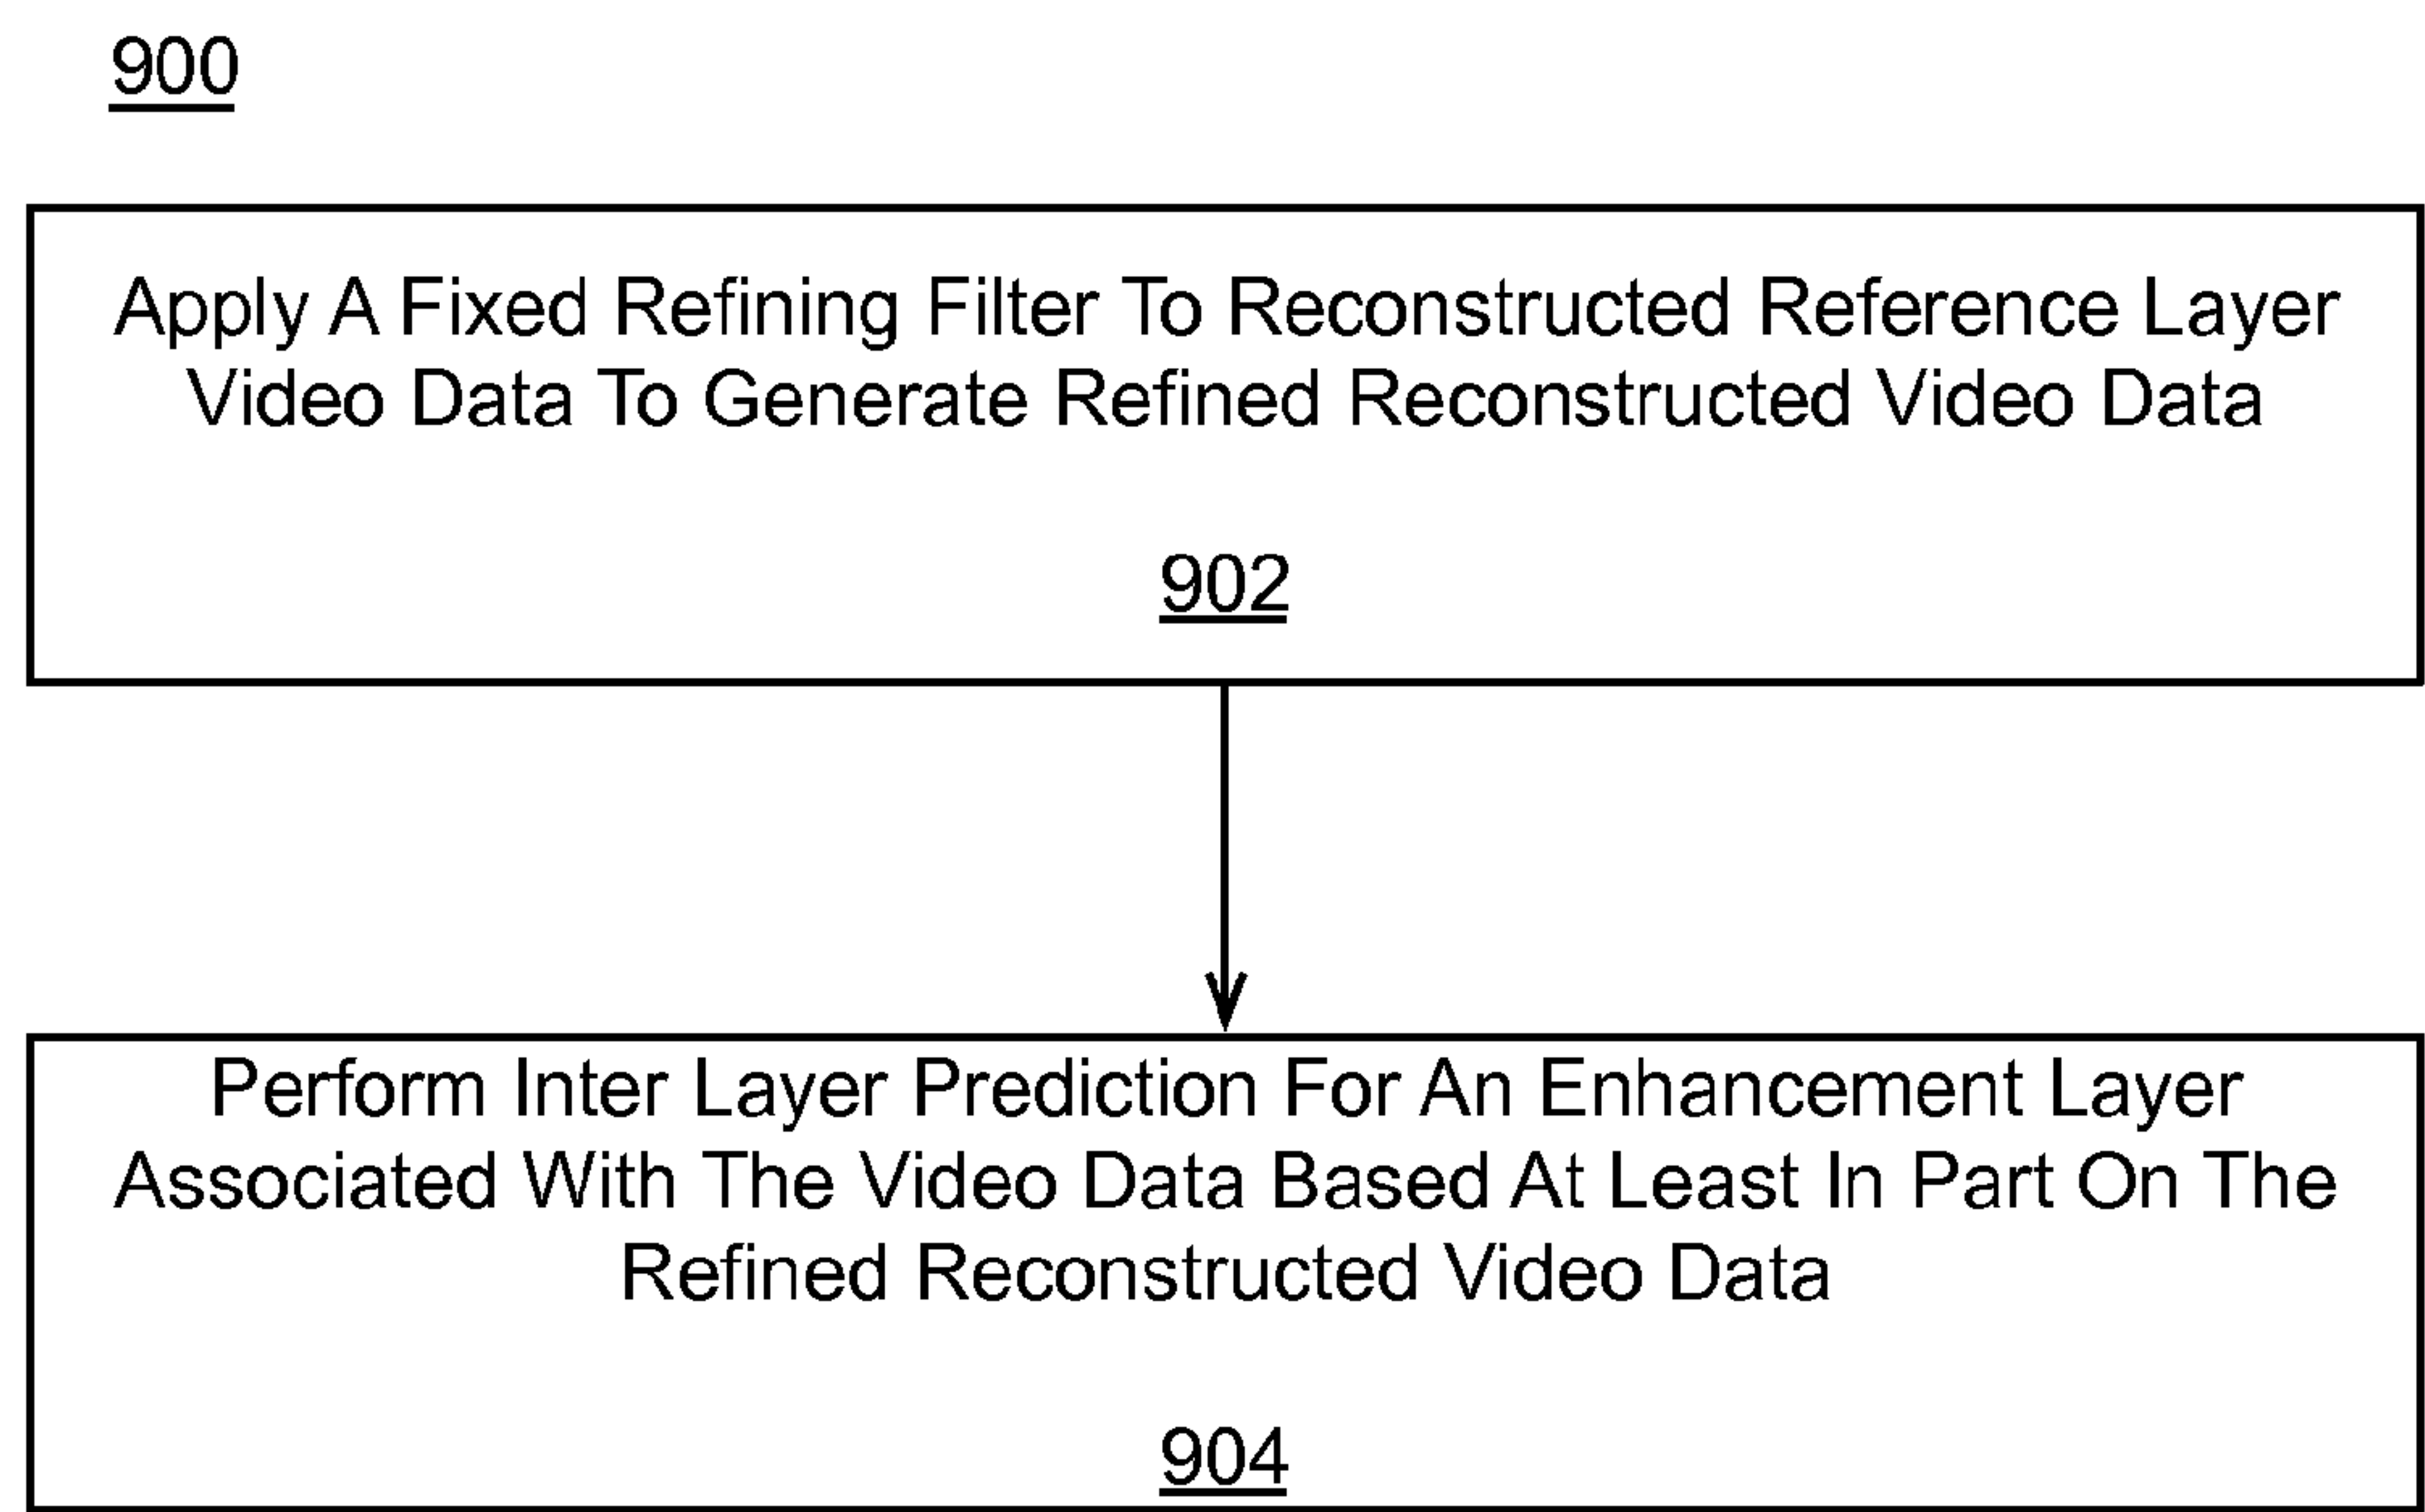 900
Apply A Fixed Refining Filter To Reconstructed Reference Layer
Video Data To Generate Refined Reconstructed Video Data
902
Perform Inter Layer Prediction For An Enhancement Layer
Associated With The Video Data Based At Least In Part On The
Refined Reconstructed Video Data
904